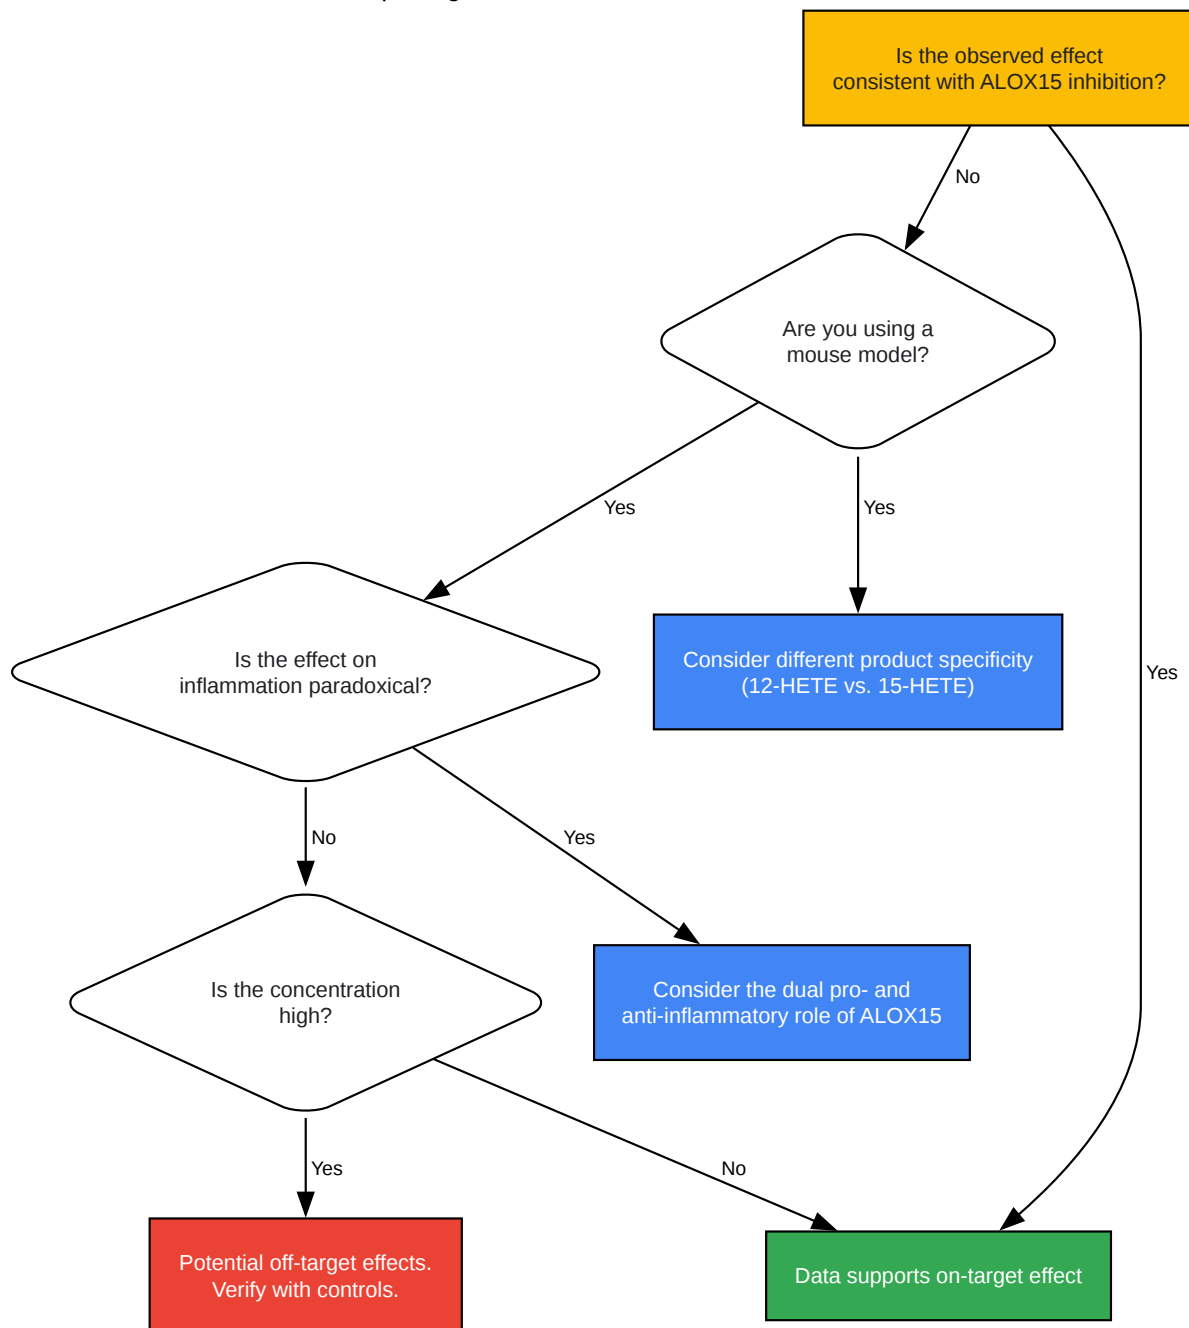 Is the observed effect
consistent with ALOX15 inhibition?
No
Are you using a
mouse model?
Yes
Yes
Yes
Is the effect on
inflammation paradoxical?
Consider different product specificity
(12-HETE vs. 15-HETE)
No
Yes
Is the concentration
high?
Consider the dual pro- and
anti-inflammatory role of ALOX15
Yes
No
Potential off-target effects.
Verify with controls.
Data supports on-target effect